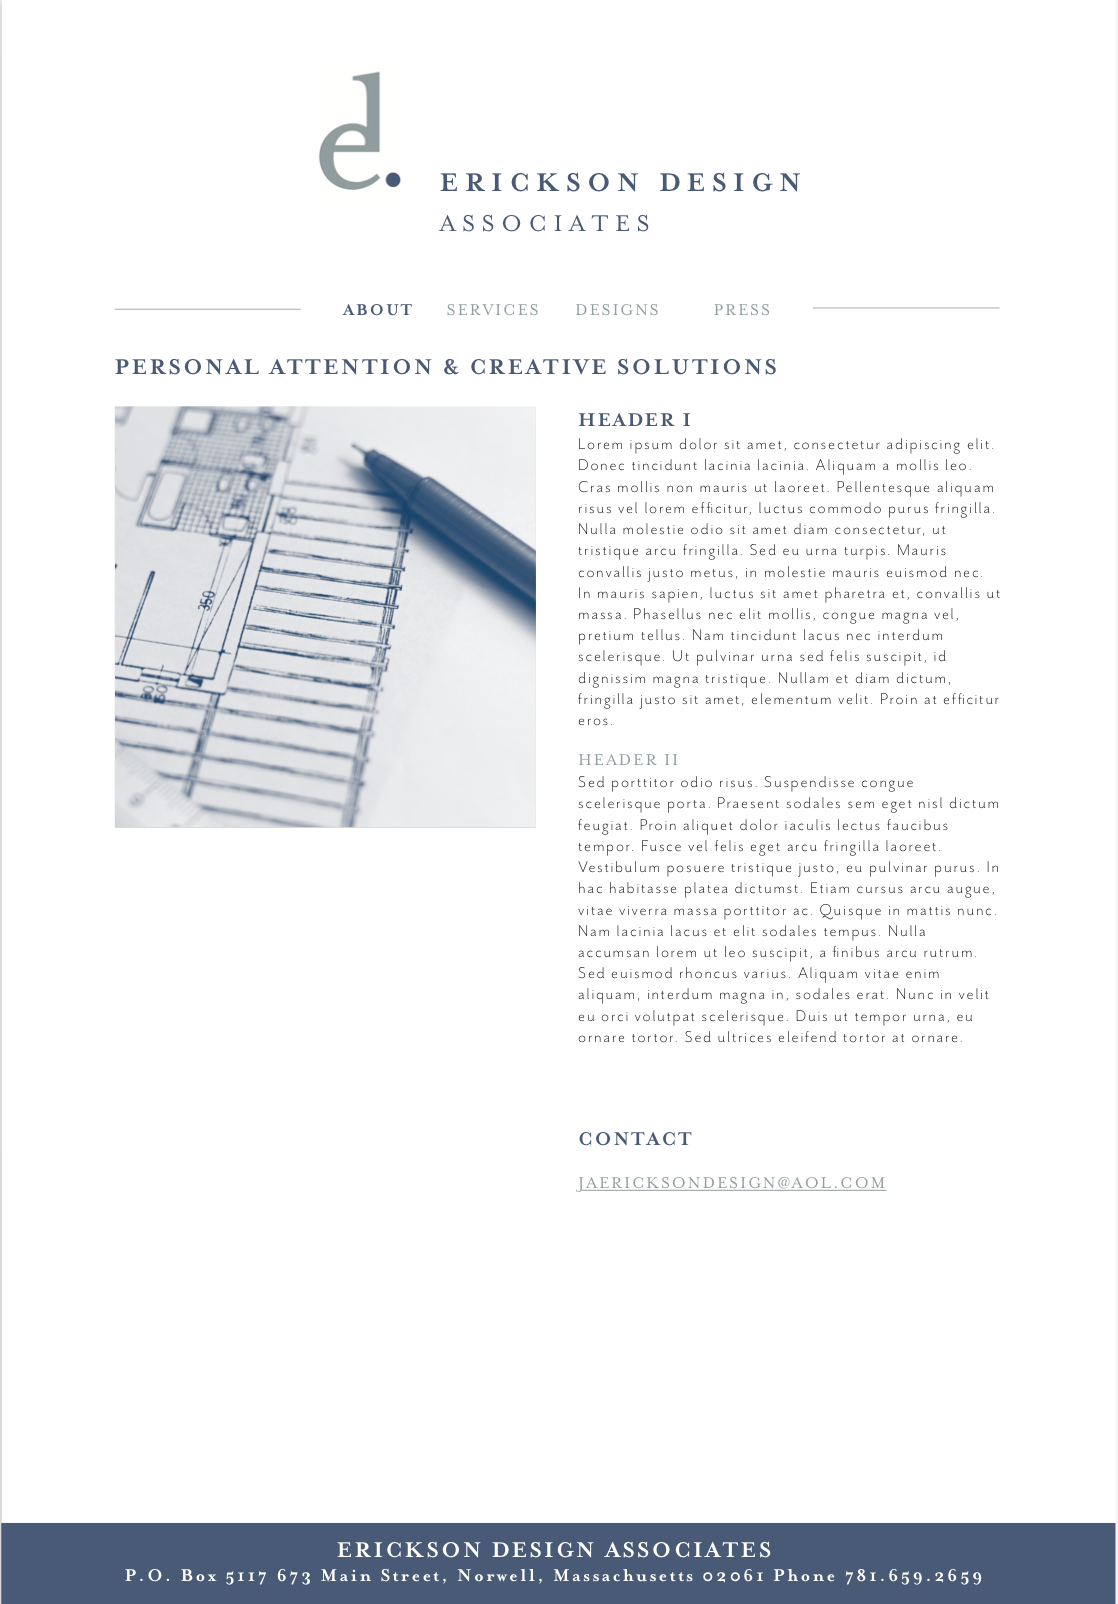 ed.
ERICKSON DESIGN
ASSOCIATES
ABOUT SERVICES DESIGNS PRESS
PERSONAL ATTENTION & CREATIVE SOLUTIONS
350
HEADER I
Lorem ipsum dolor sit amet, consectetur adipiscing elit.
Donec tincidunt lacinia lacinia. Aliquam a mollis leo.
Cras mollis non mauris ut laoreet. Pellentesque aliquam
risus vel lorem efficitur, luctus commodo purus fringilla.
Nulla molestie odio sit amet diam consectetur, ut
tristique arcu fringilla. Sed eu urna turpis. Mauris
convallis justo metus, in molestie mauris euismod nec.
In mauris sapien, luctus sit amet pharetra et, convallis ut
massa. Phasellus nec elit mollis, congue magna vel,
pretium tellus. Nam tincidunt lacus nec interdum
scelerisque. Ut pulvinar urna sed felis suscipit, id
dignissim magna tristique. Nullam et diam dictum,
fringilla justo sit amet, elementum velit. Proin at efficitur
eros.
HEADER II
Sed porttitor odio risus. Suspendisse congue
scelerisque porta. Praesent sodales sem eget nisl dictum
feugiat. Proin aliquet dolor iaculis lectus faucibus
tempor. Fusce vel felis eget arcu fringilla laoreet.
Vestibulum posuere tristique justo, eu pulvinar purus. In
hac habitasse platea dictumst. Etiam cursus arcu augue,
vitae viverra massa porttitor ac. Quisque in mattis nunc.
Nam lacinia lacus et elit sodales tempus. Nulla
accumsan lorem ut leo suscipit, a finibus arcu rutrum.
Sed euismod rhoncus varius. Aliquam vitae enim
aliquam, interdum magna in, sodales erat. Nunc in velit
eu orci volutpat scelerisque. Duis ut tempor urna, eu
ornare tortor. Sed ultrices eleifend tortor at ornare.
CONTACT
JAERICKSONDESIGN@AOL.COM
ERICKSON DESIGN ASSOCIATES
P.O. Box 5117 673 Main Street, Norwell, Massachusetts 02061 Phone 781.659.2659